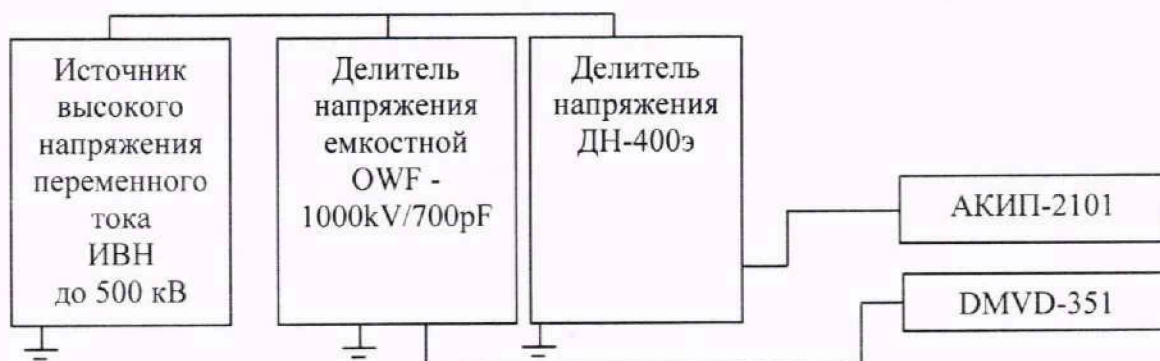 Источник
высокого
напряжения
переменного
тока
ИВН
до 500 кВ
Делитель
напряжения
емкостной
OWF -
1000kV/700pF
Делитель
напряжения
ДН-400э
АКИП-2101
DMVD-351